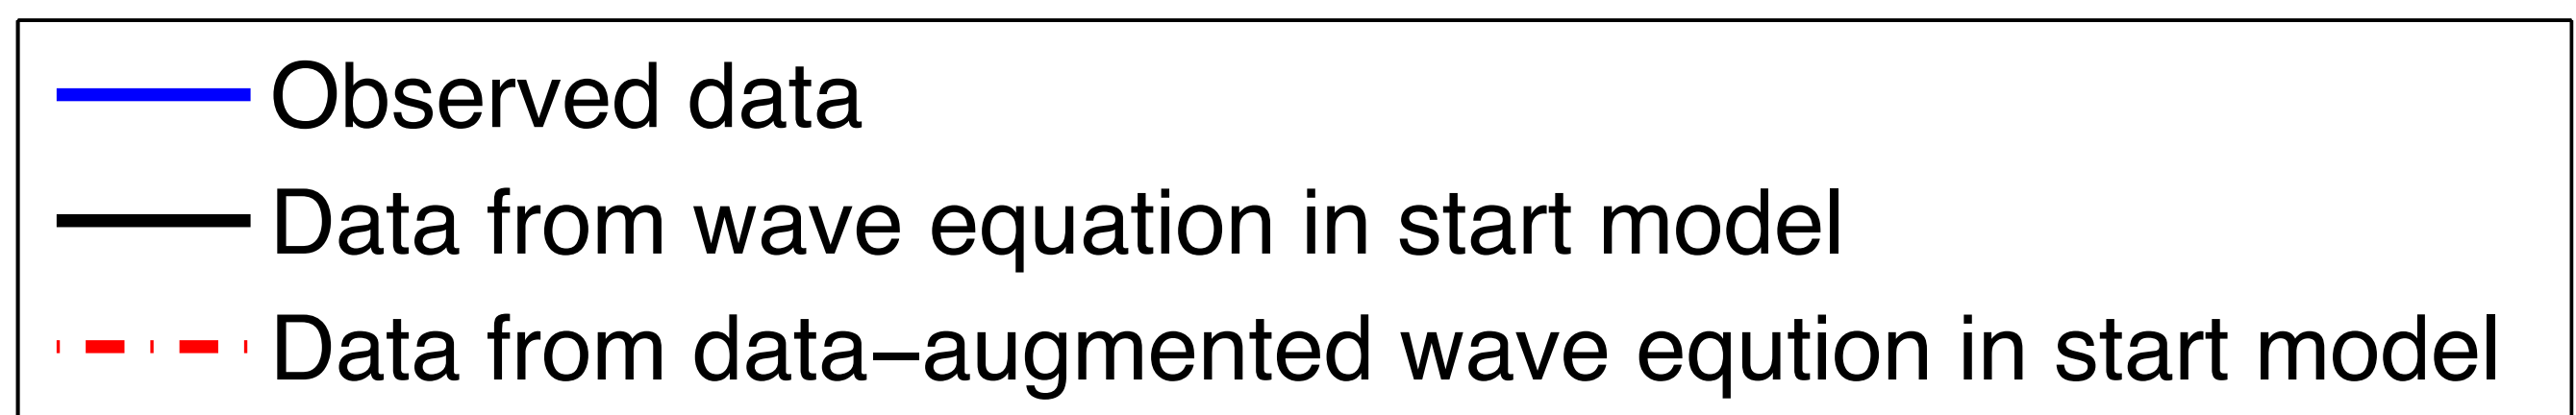 Observed data
Data from wave equation in start model
Data from data−augmented wave eqution in start model